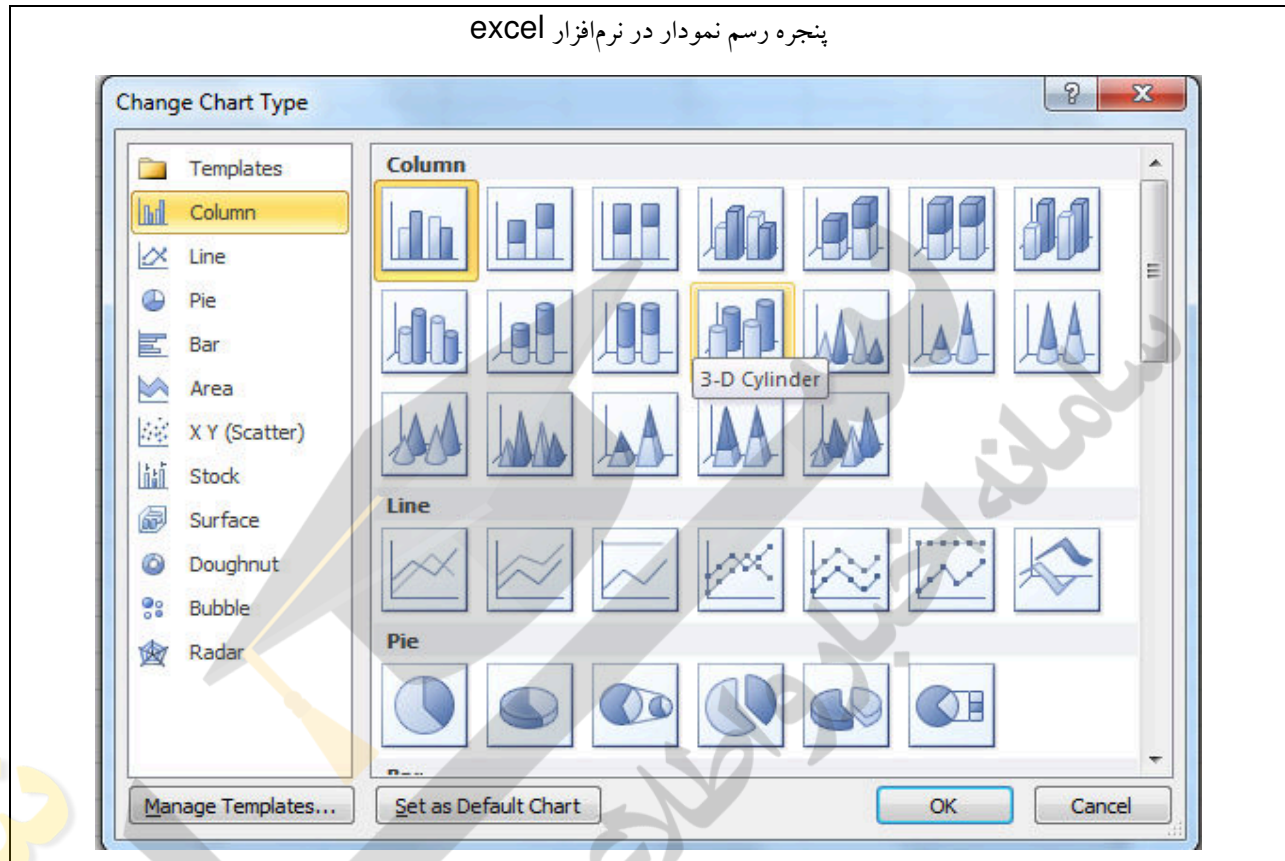 پنجره رسم نمودار در نرم‌افزار excel
Change Chart Type
Templates
Column
Line
Pie
Bar
Area
X Y (Scatter)
Stock
Surface
Doughnut
Bubble
Radar
Column
3-D Cylinder
Line
Pie
Manage Templates...
Set as Default Chart
OK
Cancel